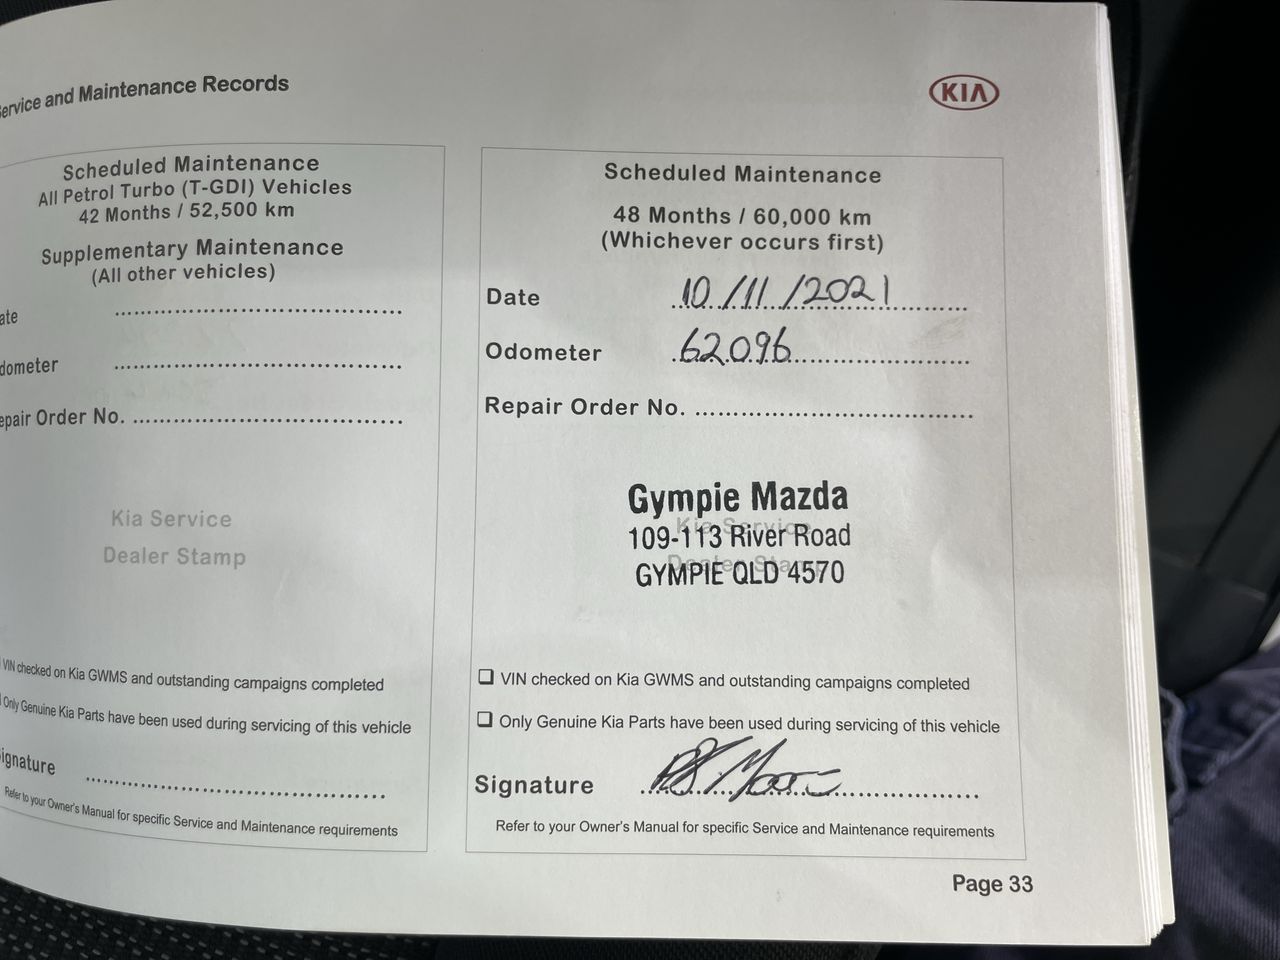 Service and Maintenance Records
KIA
Scheduled Maintenance
All Petrol Turbo (T-GDI) Vehicles
42 Months / 52,500 km
Supplementary Maintenance
(All other vehicles)
ate
dometer
epair Order No.
Kia Service
Dealer Stamp
VIN checked on Kia GWMS and outstanding campaigns completed
Only Genuine Kia Parts have been used during servicing of this vehicle
ignature
Refer to your Owner's Manual for specific Service and Maintenance requirements
Scheduled Maintenance
48 Months / 60,000 km
(Whichever occurs first)
Date 10/11/2021
Odometer 62096
Repair Order No.
Gympie Mazda
Kia Service
109-113 River Road
Dealer Stamp
GYMPIE QLD 4570
VIN checked on Kia GWMS and outstanding campaigns completed
Only Genuine Kia Parts have been used during servicing of this vehicle
Signature
Refer to your Owner's Manual for specific Service and Maintenance requirements
Page 33